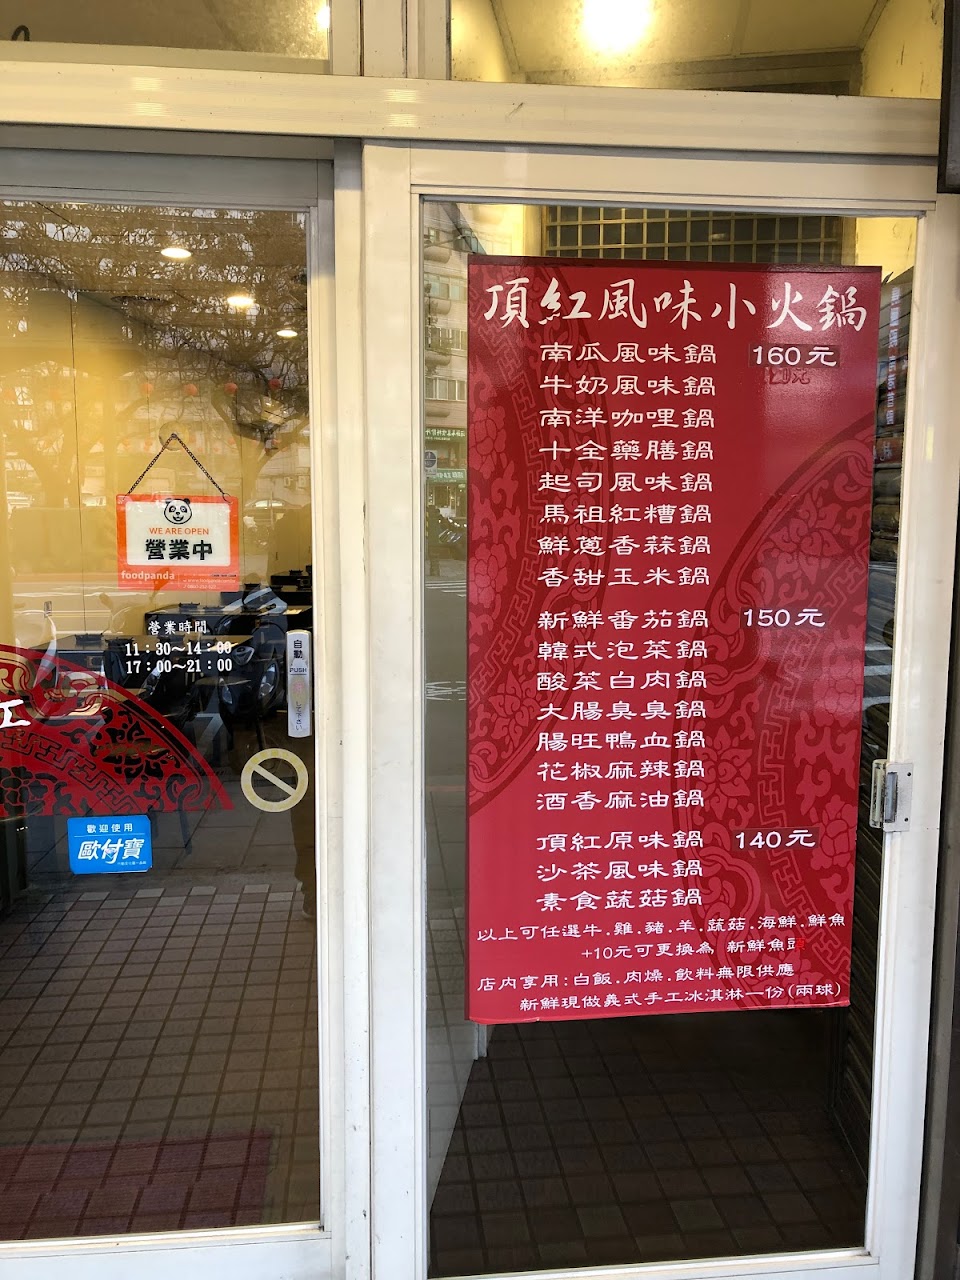 頂紅風味小火鍋
南瓜風味鍋 160元
牛奶風味鍋
南洋咖哩鍋
十全藥膳鍋
起司風味鍋
馬祖紅糟鍋
鮮蔥香蒜鍋
香甜玉米鍋
新鮮番茄鍋 150元
韓式泡菜鍋
酸菜白肉鍋
大腸臭臭鍋
腸旺鴨血鍋
花椒麻辣鍋
酒香麻油鍋
頂紅原味鍋 140元
沙茶風味鍋
素食蔬菇鍋
以上可任選牛.雞.豬.羊.蔬菇.海鮮.鮮魚
+10元可更換為 新鮮魚頭
店內享用:白飯.肉燥.飲料無限供應
新鮮現做義式手工冰淇淋一份(兩球)
WE ARE OPEN
營業中
foodpanda
營業時間
11：30～14：00
17：00～21：00
自動
PUSH
工
歡迎使用
歐付寶